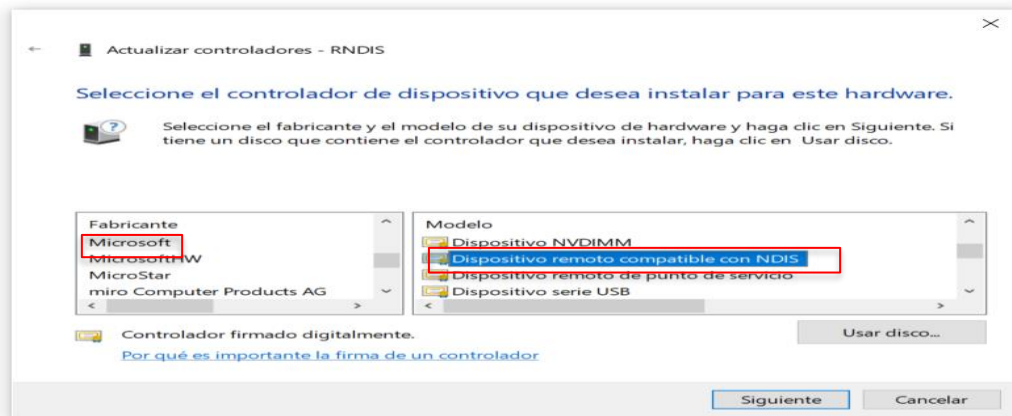 Actualizar controladores - RNDIS
Seleccione el controlador de dispositivo que desea instalar para este hardware.
Seleccione el fabricante y el modelo de su dispositivo de hardware y haga clic en Siguiente. Si
tiene un disco que contiene el controlador que desea instalar, haga clic en Usar disco.
Fabricante
Microsoft
MicrosoftHW
MicroStar
miro Computer Products AG
Modelo
Dispositivo NVDIMM
Dispositivo remoto compatible con NDIS
Dispositivo remoto de punto de servicio
Dispositivo serie USB
Controlador firmado digitalmente.
Usar disco...
Por qué es importante la firma de un controlador
Siguiente
Cancelar